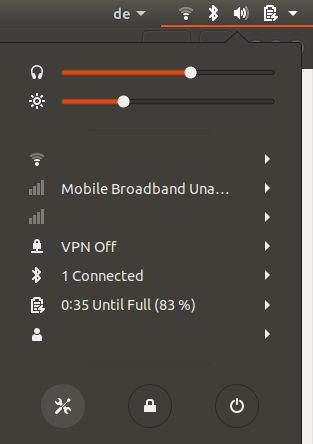 de
Mobile Broadband Una...
VPN Off
1 Connected
0:35 Until Full (83 %)